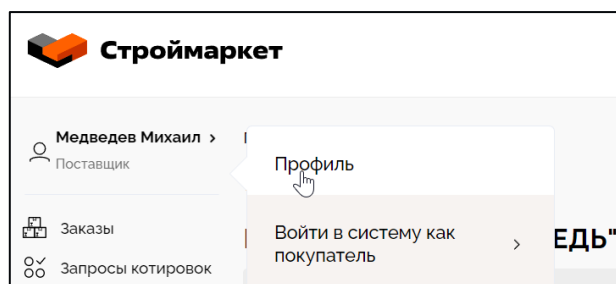 Строймаркет
Медведев Михаил
Поставщик
Профиль
Заказы
Войти в систему как
покупатель
ЕДЬ"
Запросы котировок